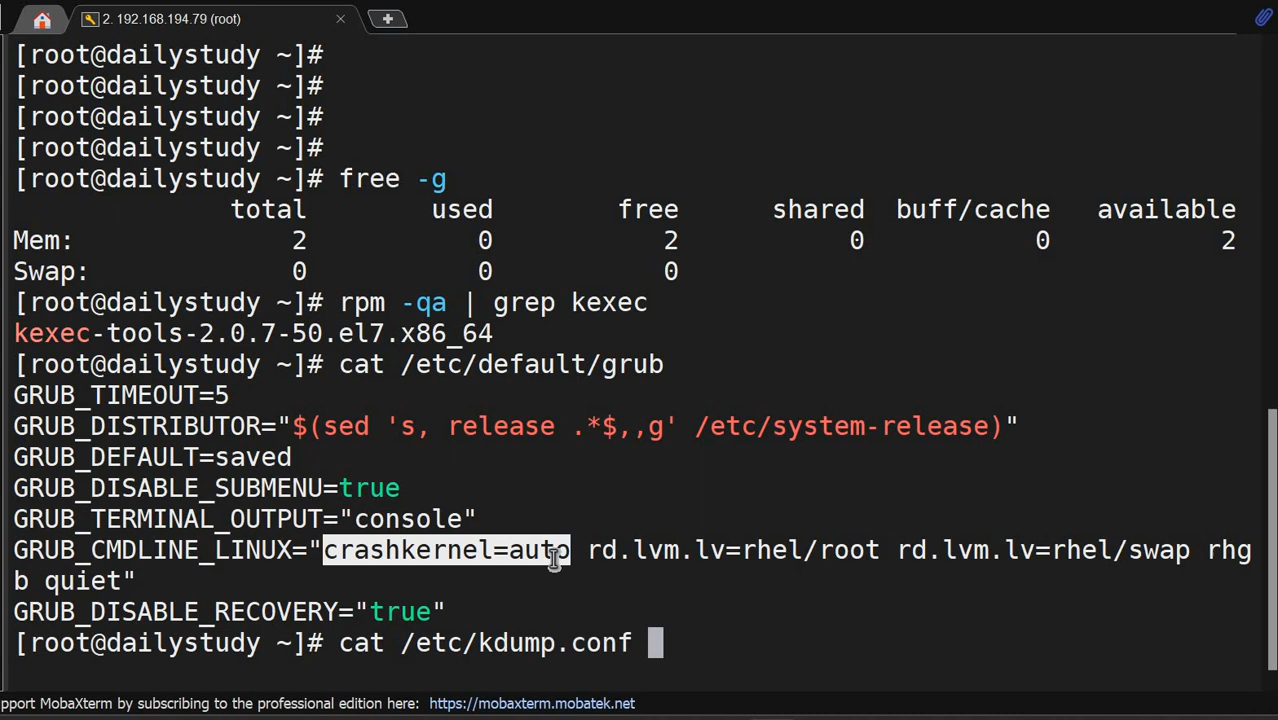 2. 192.168.194.79 (root)
[root@dailystudy ~]#
[root@dailystudy ~]#
[root@dailystudy ~]#
[root@dailystudy ~]#
[root@dailystudy ~]# free -g
total used free shared buff/cache available
Mem: 2 0 2 0 0 2
Swap: 0 0 0
[root@dailystudy ~]# rpm -qa | grep kexec
kexec-tools-2.0.7-50.el7.x86_64
[root@dailystudy ~]# cat /etc/default/grub
GRUB_TIMEOUT=5
GRUB_DISTRIBUTOR="$(sed 's, release .*$,,g' /etc/system-release)"
GRUB_DEFAULT=saved
GRUB_DISABLE_SUBMENU=true
GRUB_TERMINAL_OUTPUT="console"
GRUB_CMDLINE_LINUX="crashkernel=auto rd.lvm.lv=rhel/root rd.lvm.lv=rhel/swap rhg
b quiet"
GRUB_DISABLE_RECOVERY="true"
[root@dailystudy ~]# cat /etc/kdump.conf
pport MobaXterm by subscribing to the professional edition here: https://mobaxterm.mobatek.net